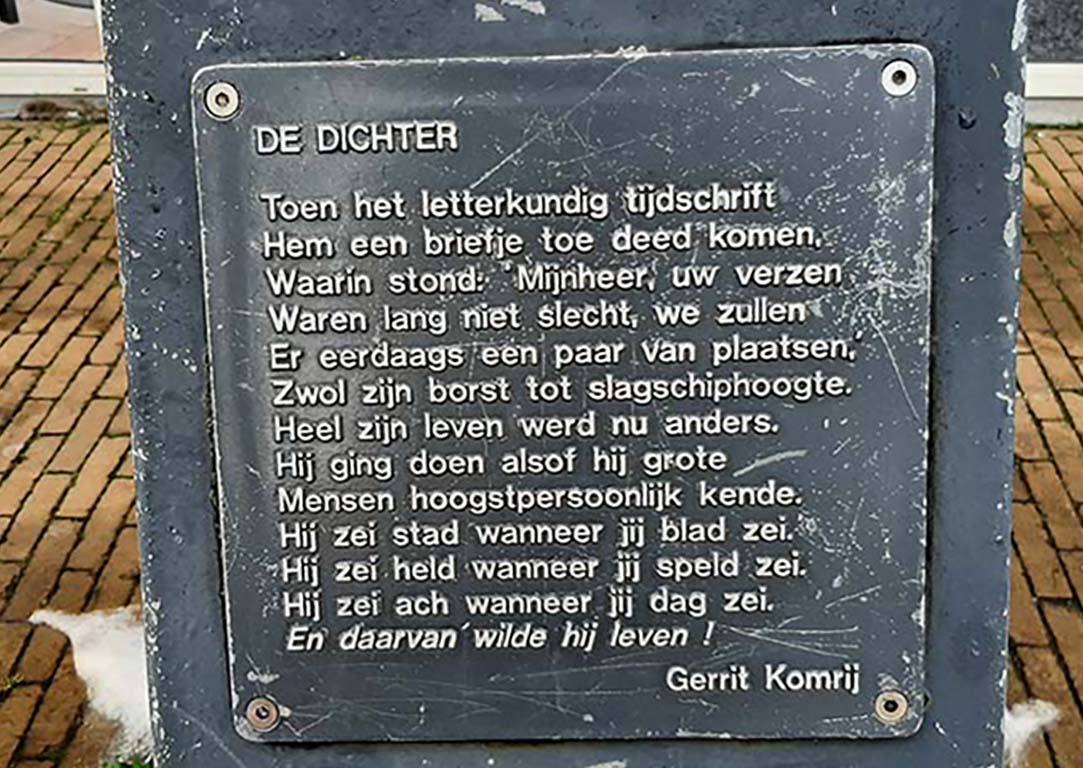 DE DICHTER
Toen het letterkundig tijdschrift
Hem een briefje toe deed komen,
Waarin stond: 'Mijnheer, uw verzen
Waren lang niet slecht, we zullen
Er eerdaags een paar van plaatsen,'
Zwol zijn borst tot slagschiphoogte.
Heel zijn leven werd nu anders.
Hij ging doen alsof hij grote
Mensen hoogstpersoonlijk kende.
Hij zei stad wanneer jij blad zei.
Hij zei held wanneer jij speld zei.
Hij zei ach wanneer jij dag zei.
En daarvan wilde hij leven !
Gerrit Komrij